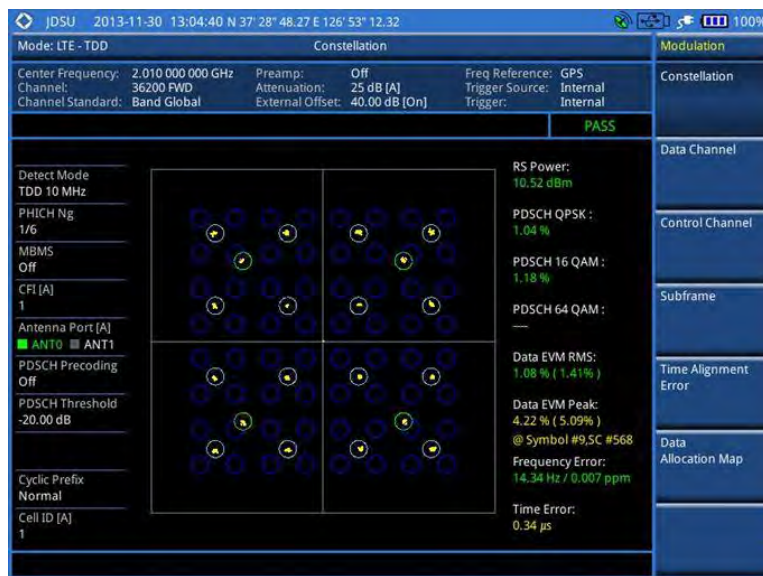 JDSU 2013-11-30 13:04:40 N 37' 28" 48.27 E 126' 53" 12.32 100%
Mode: LTE - TDD Constellation Modulation
Center Frequency: 2.010 000 000 GHz Preamp: Off Freq Reference: GPS
Channel: 36200 FWD Attenuation: 25 dB [A] Trigger Source: Internal
Channel Standard: Band Global External Offset: 40.00 dB [On] Trigger: Internal
PASS
Detect Mode
TDD 10 MHz
PHICH Ng
1/6
MBMS
Off
CFI [A]
1
Antenna Port [A]
ANT0 ANT1
PDSCH Precoding
Off
PDSCH Threshold
-20.00 dB
Cyclic Prefix
Normal
Cell ID [A]
1
RS Power:
10.52 dBm
PDSCH QPSK :
1.04 %
PDSCH 16 QAM :
1.18 %
PDSCH 64 QAM :
----
Data EVM RMS:
1.08 % ( 1.41% )
Data EVM Peak:
4.22 % ( 5.09% )
@ Symbol #9,SC #568
Frequency Error:
14.34 Hz / 0.007 ppm
Time Error:
0.34 µs
Constellation
Data Channel
Control Channel
Subframe
Time Alignment
Error
Data
Allocation Map